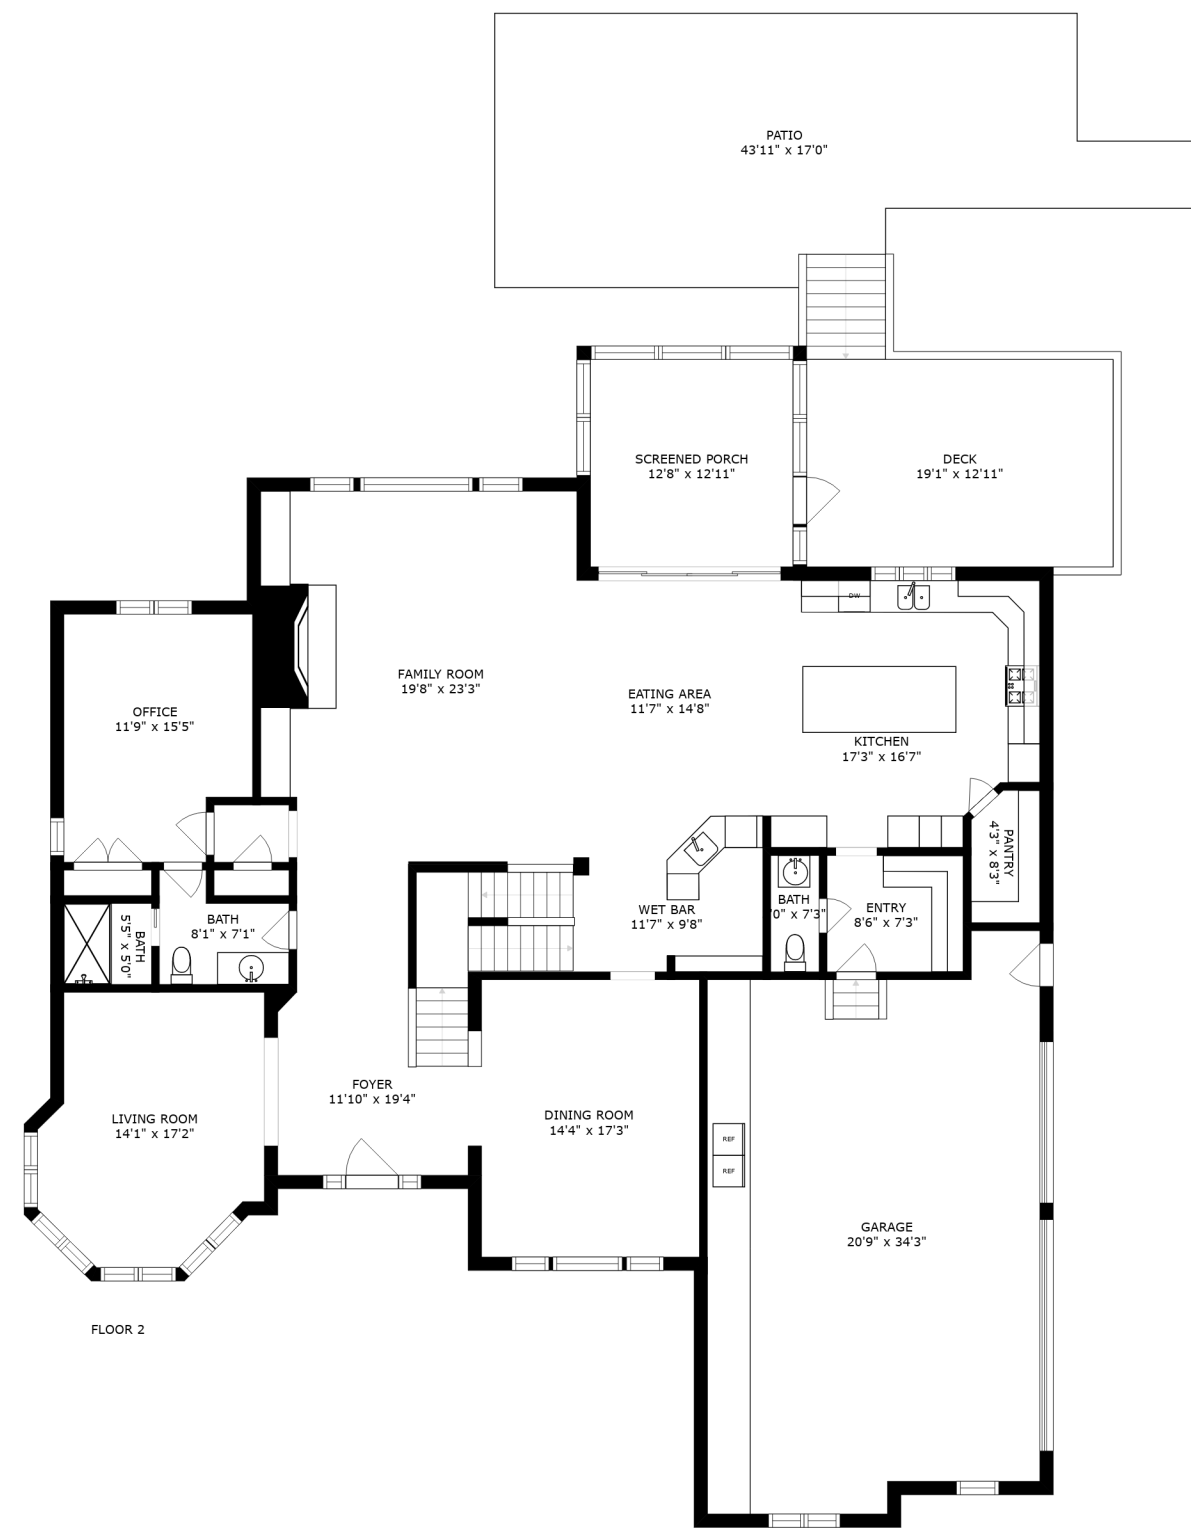 PATIO
43'11" x 17'0"
SCREENED PORCH
12'8" x 12'11"
DECK
19'1" x 12'11"
DW
FAMILY ROOM
19'8" x 23'3"
EATING AREA
11'7" x 14'8"
OFFICE
11'9" x 15'5"
KITCHEN
17'3" x 16'7"
PANTRY
4'3" x 8'3"
WET BAR
11'7" x 9'8"
BATH
'0" x 7'3"
ENTRY
8'6" x 7'3"
BATH
8'1" x 7'1"
BATH
5'5" x 5'0"
FOYER
11'10" x 19'4"
LIVING ROOM
14'1" x 17'2"
DINING ROOM
14'4" x 17'3"
REF
REF
GARAGE
20'9" x 34'3"
FLOOR 2